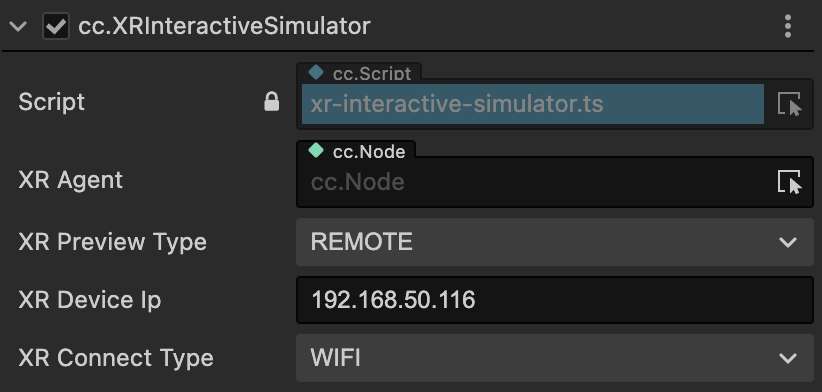 cc.XRInteractiveSimulator
cc.Script
Script xr-interactive-simulator.ts
cc.Node
XR Agent cc.Node
XR Preview Type REMOTE
XR Device Ip 192.168.50.116
XR Connect Type WIFI